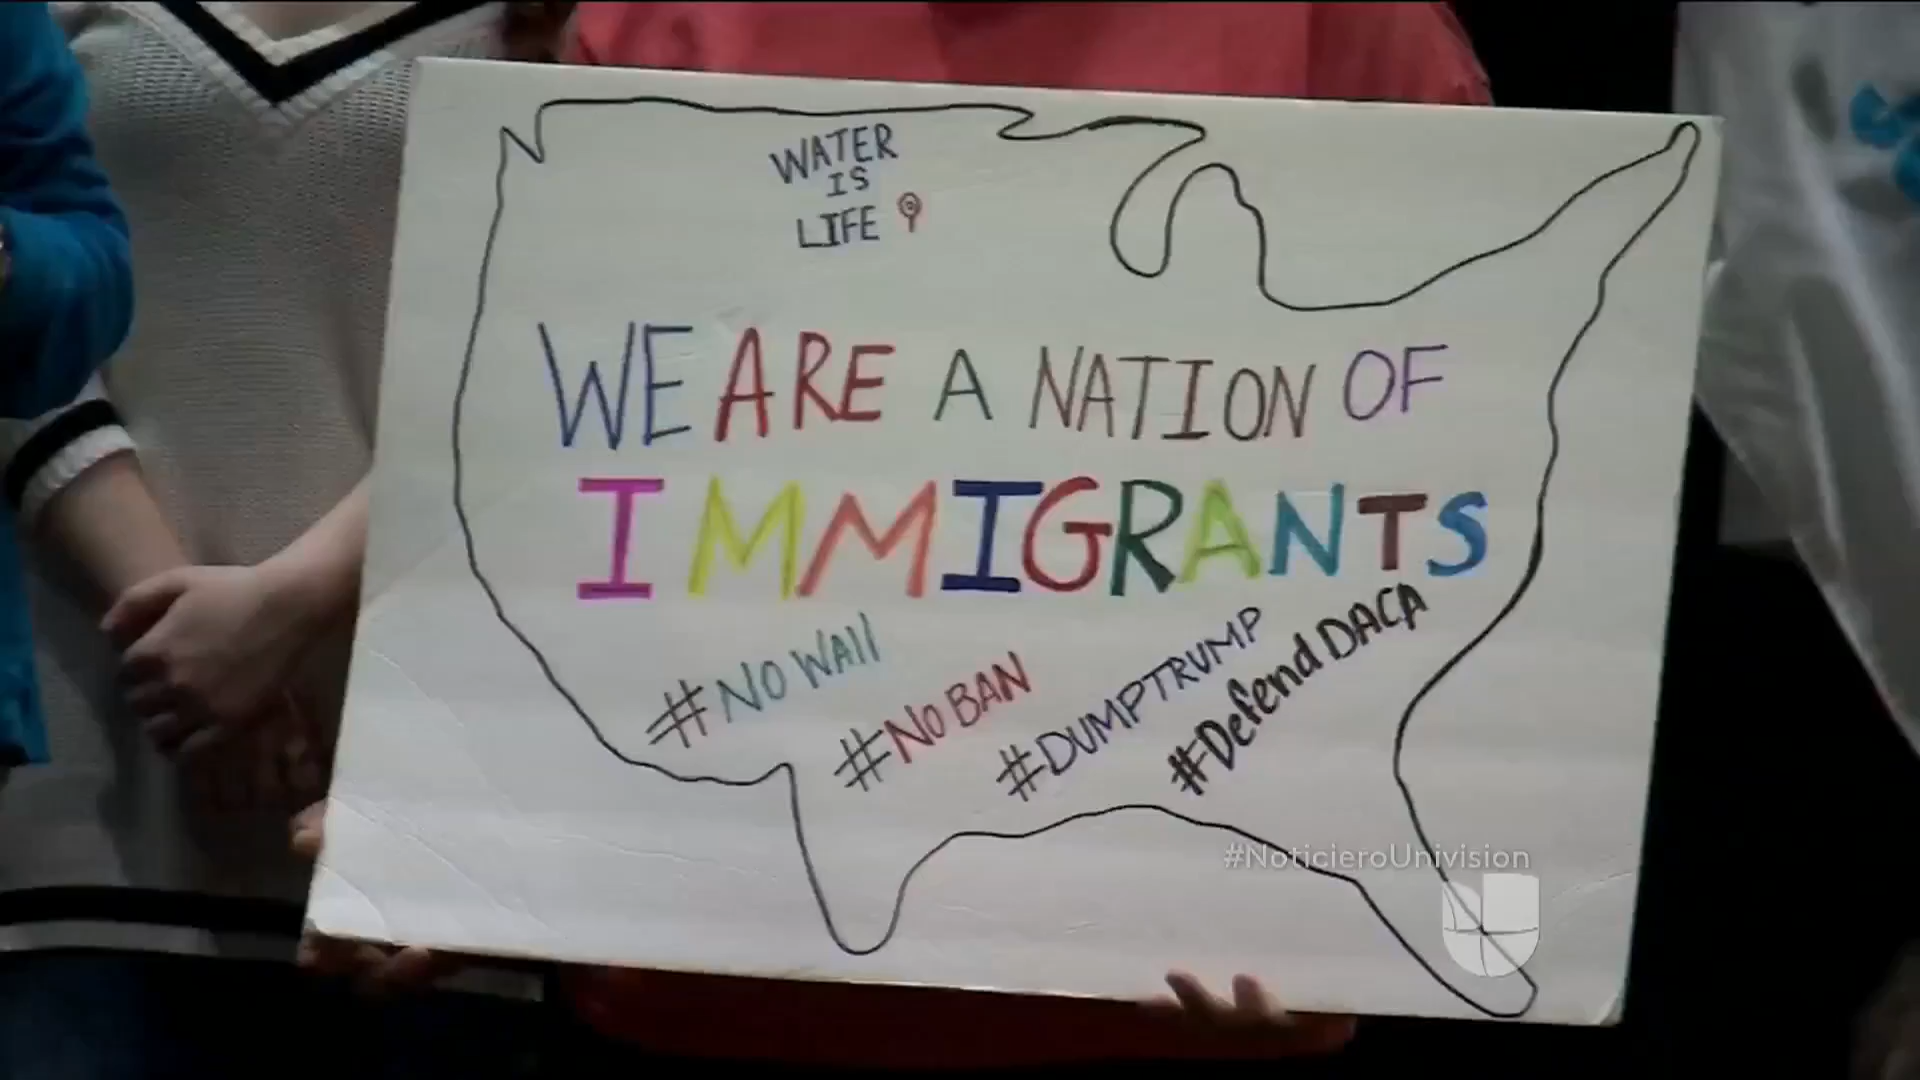 WATER
IS
LIFE
WE ARE A NATION OF
IMMIGRANTS
#NO WAll
#NO BAN
#DUMPTRUMP
#Defend DACA
#NoticieroUnivision